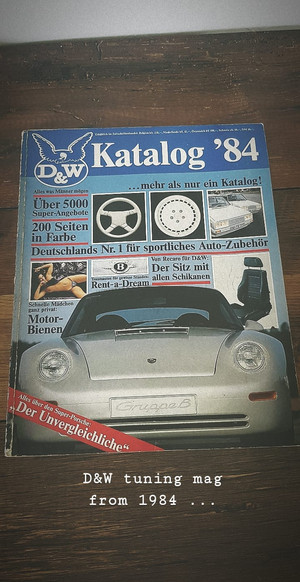 D&W
Katalog '84
Alles was Männer mögen
...mehr als nur ein Katalog!
Über 5000
Super-Angebote
200 Seiten
in Farbe
Deutschlands Nr. 1 für sportliches Auto-Zubehör
B
Rent-a-Dream
Von Recaro für D&W:
Der Sitz mit
allen Schikanen
Schnelle Mädchen
ganz privat:
Motor-
Bienen
Gruppe B
Alles über den Super-Porsche
„Der Unvergleichliche"
D&W tuning mag
from 1984 ...